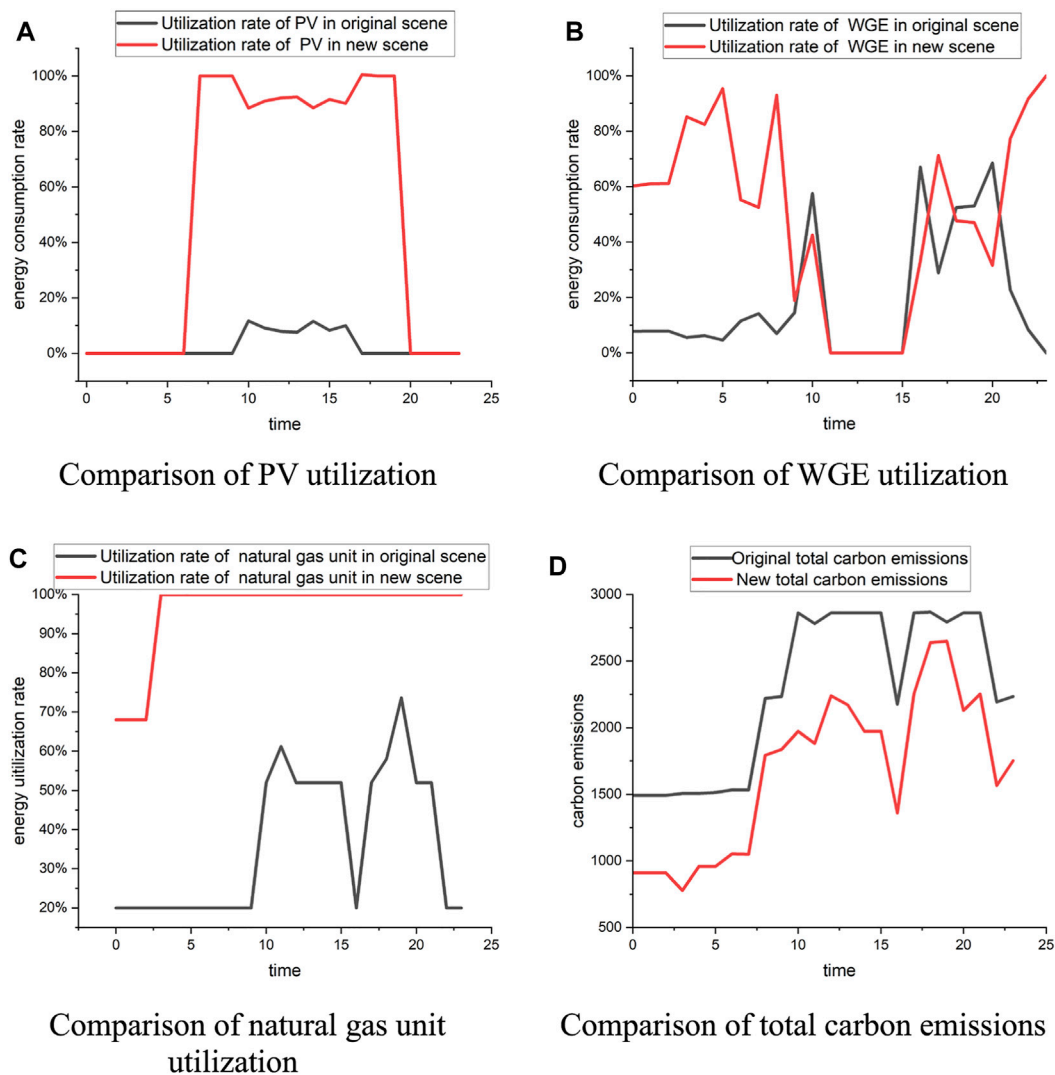 A
Utilization rate of PV in original scene
Utilization rate of PV in new scene
100%
80%
60%
40%
20%
0%
energy consumption rate
0 5 10 15 20 25
time
Comparison of PV utilization
B
Utilization rate of WGE in original scene
Utilization rate of WGE in new scene
100%
80%
60%
40%
20%
0%
energy consumption rate
0 5 10 15 20
time
Comparison of WGE utilization
C
Utilization rate of natural gas unit in original scene
Utilization rate of natural gas unit in new scene
100%
90%
80%
70%
60%
50%
40%
30%
20%
energy uitilization rate
0 5 10 15 20 25
time
Comparison of natural gas unit
utilization
D
Original total carbon emissions
New total carbon emissions
3000
2500
2000
1500
1000
500
carbon emissions
0 5 10 15 20 25
time
Comparison of total carbon emissions